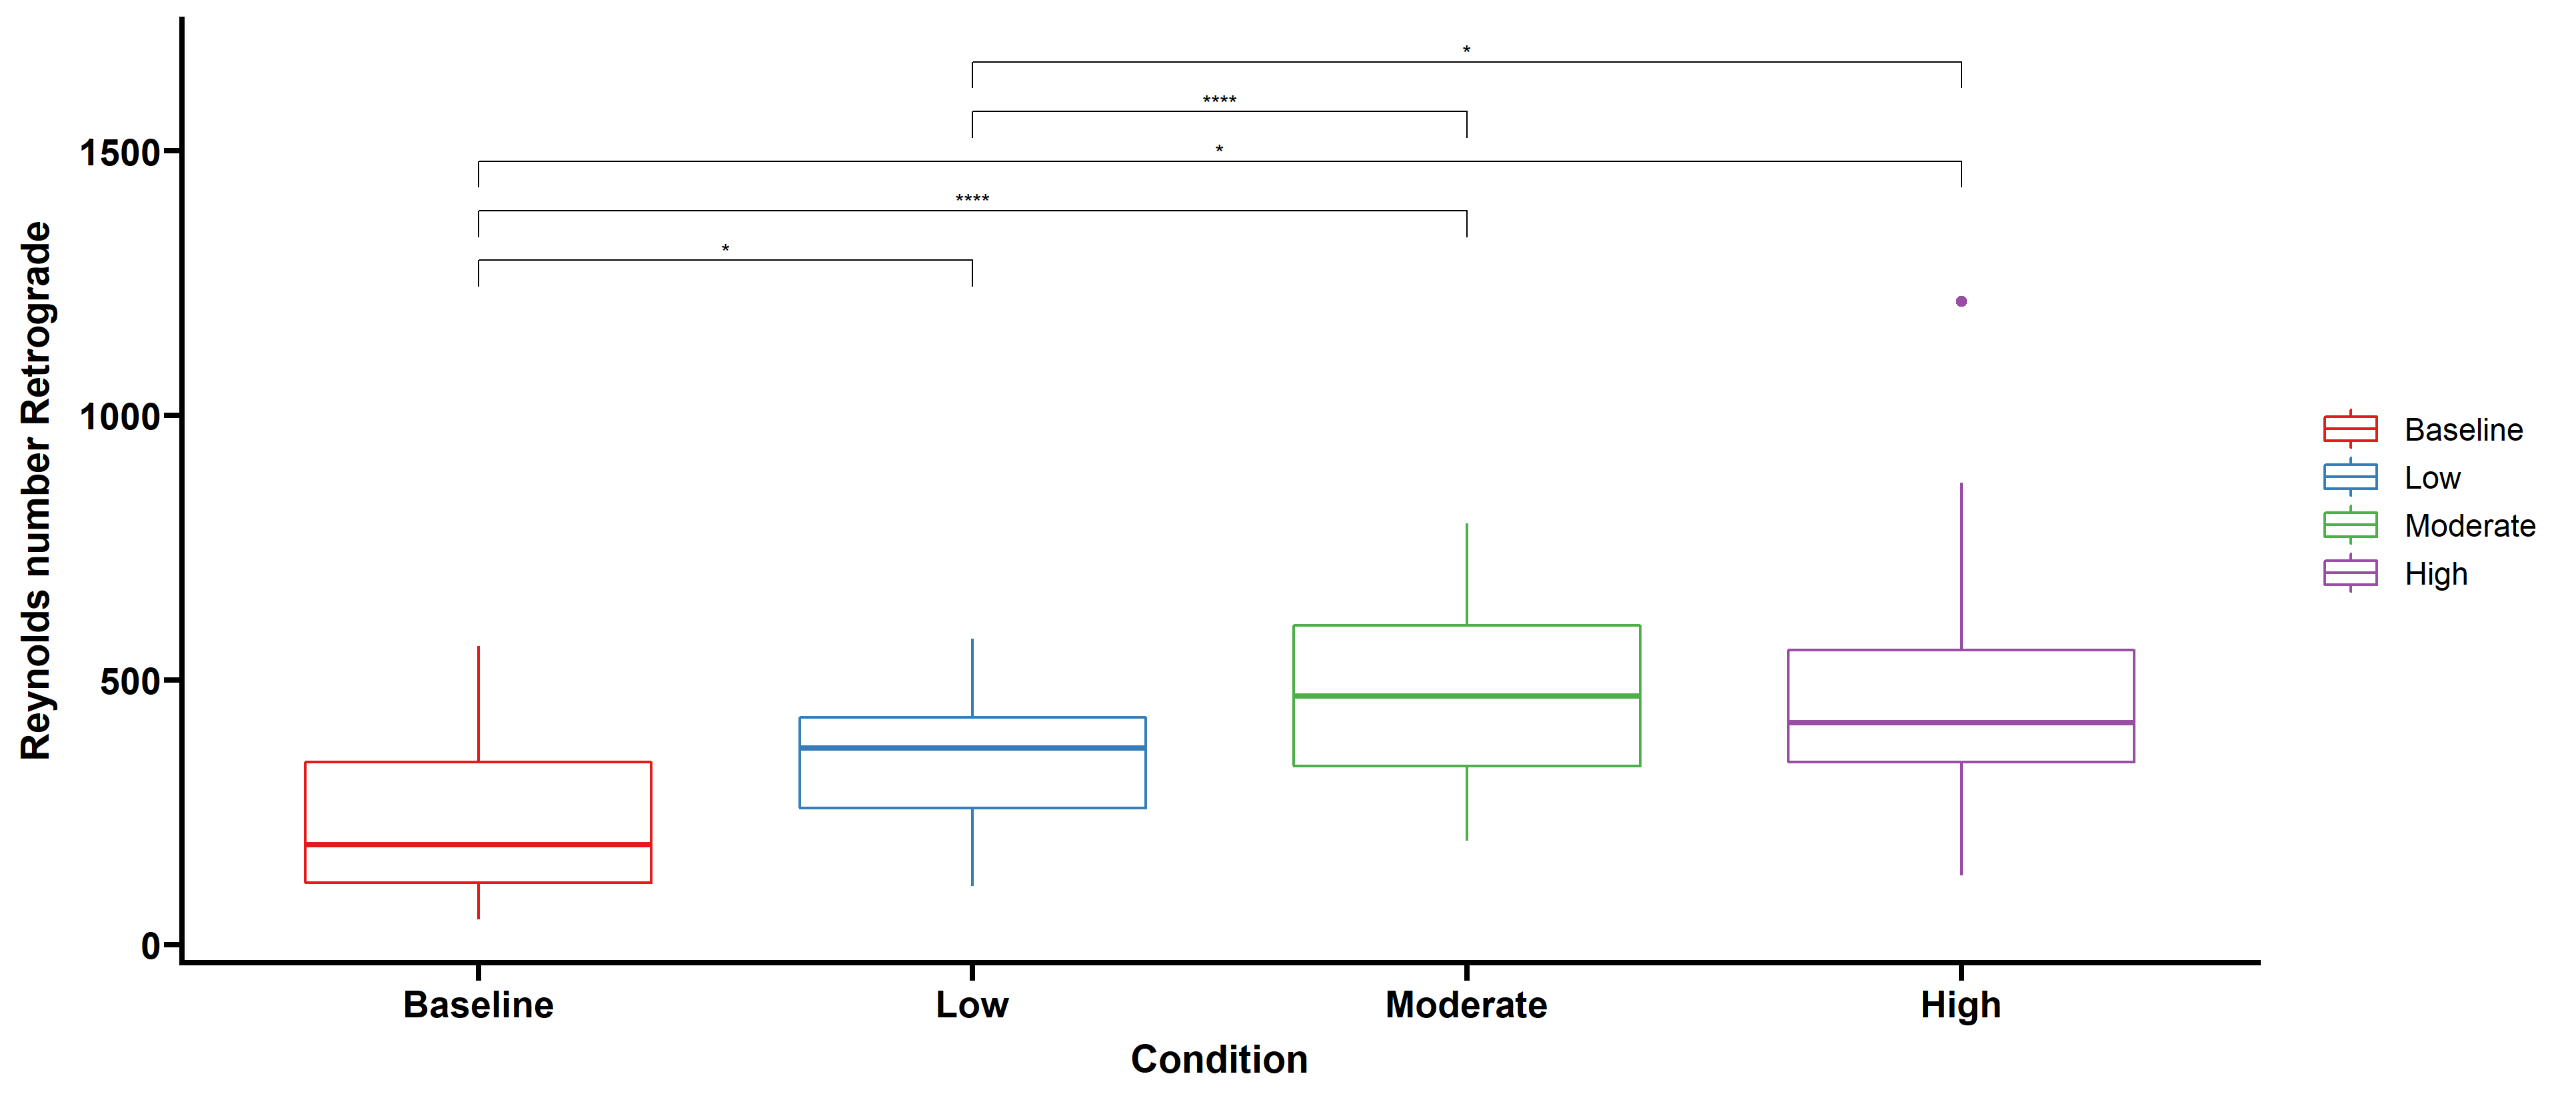 *
****
*
****
*
1500
1000
500
0
Reynolds number Retrograde
Baseline
Low
Moderate
High
Condition
Baseline
Low
Moderate
High